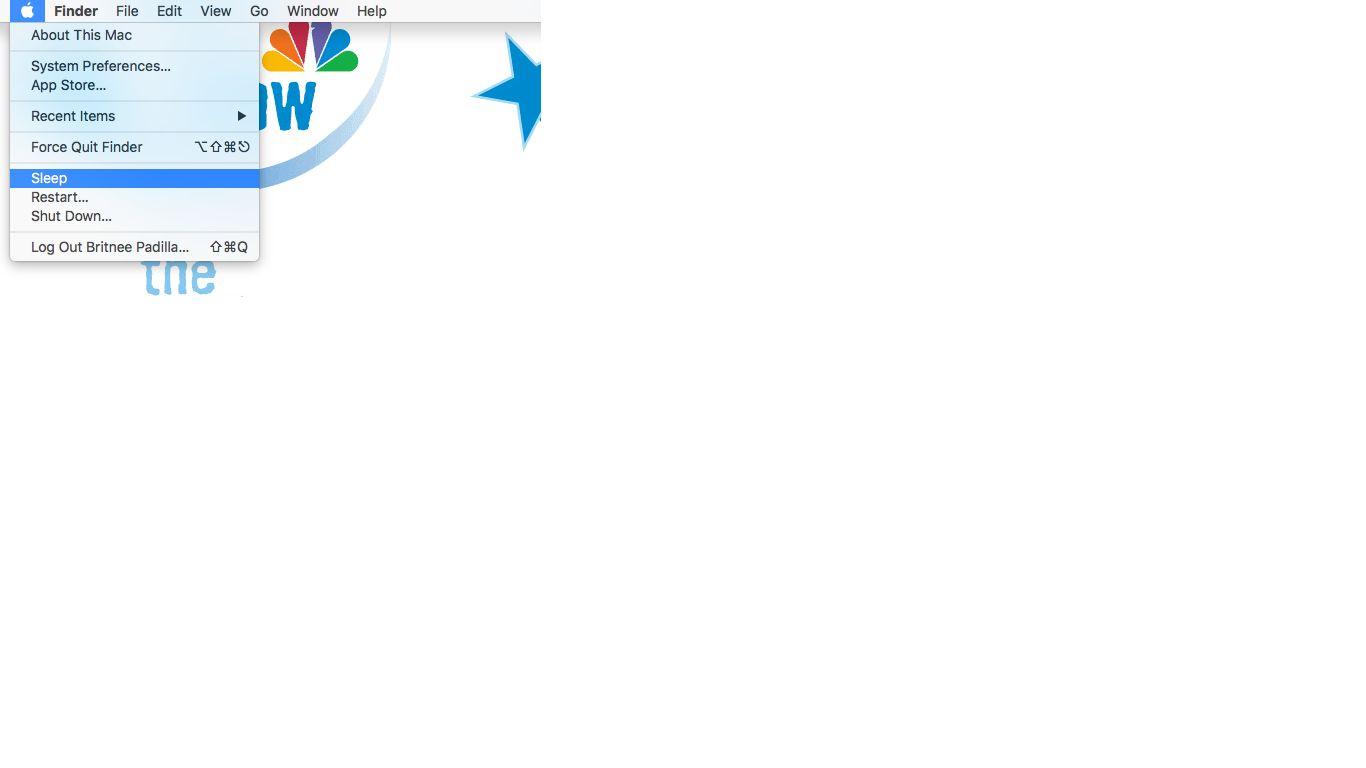 Finder File Edit View Go Window Help
About This Mac
System Preferences...
App Store...
Recent Items ▶
Force Quit Finder ⌥⇧⌘⎋
Sleep
Restart...
Shut Down...
Log Out Britnee Padilla... ⇧⌘Q
the